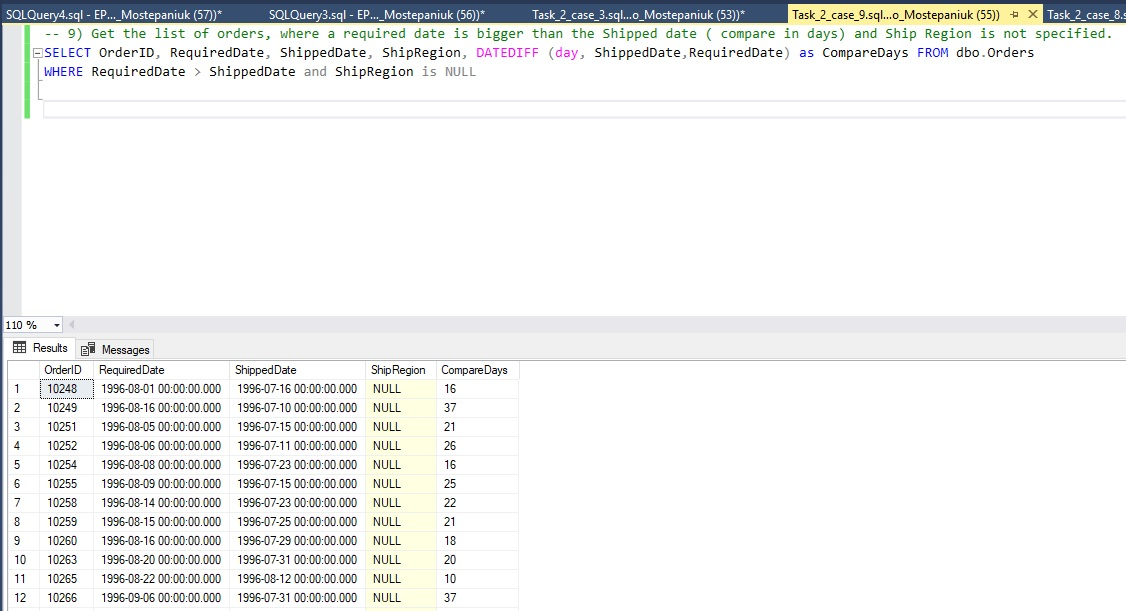 SQLQuery4.sql - EP...._Mostepaniuk (57))* SQLQuery3.sql - EP...._Mostepaniuk (56))* Task_2_case_3.sql...o_Mostepaniuk (53))* Task_2_case_9.sql...o_Mostepaniuk (55)) Task_2_case_8.s
-- 9) Get the list of orders, where a required date is bigger than the Shipped date ( compare in days) and Ship Region is not specified.
SELECT OrderID, RequiredDate, ShippedDate, ShipRegion, DATEDIFF (day, ShippedDate,RequiredDate) as CompareDays FROM dbo.Orders
WHERE RequiredDate > ShippedDate and ShipRegion is NULL
110 %
Results Messages
OrderID RequiredDate ShippedDate ShipRegion CompareDays
1 10248 1996-08-01 00:00:00.000 1996-07-16 00:00:00.000 NULL 16
2 10249 1996-08-16 00:00:00.000 1996-07-10 00:00:00.000 NULL 37
3 10251 1996-08-05 00:00:00.000 1996-07-15 00:00:00.000 NULL 21
4 10252 1996-08-06 00:00:00.000 1996-07-11 00:00:00.000 NULL 26
5 10254 1996-08-08 00:00:00.000 1996-07-23 00:00:00.000 NULL 16
6 10255 1996-08-09 00:00:00.000 1996-07-15 00:00:00.000 NULL 25
7 10258 1996-08-14 00:00:00.000 1996-07-23 00:00:00.000 NULL 22
8 10259 1996-08-15 00:00:00.000 1996-07-25 00:00:00.000 NULL 21
9 10260 1996-08-16 00:00:00.000 1996-07-29 00:00:00.000 NULL 18
10 10263 1996-08-20 00:00:00.000 1996-07-31 00:00:00.000 NULL 20
11 10265 1996-08-22 00:00:00.000 1996-08-12 00:00:00.000 NULL 10
12 10266 1996-09-06 00:00:00.000 1996-07-31 00:00:00.000 NULL 37